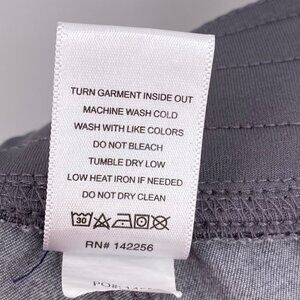 TURN GARMENT INSIDE OUT
MACHINE WASH COLD
WASH WITH LIKE COLORS
DO NOT BLEACH
TUMBLE DRY LOW
LOW HEAT IRON IF NEEDED
DO NOT DRY CLEAN
30
RN# 142256
PO#: